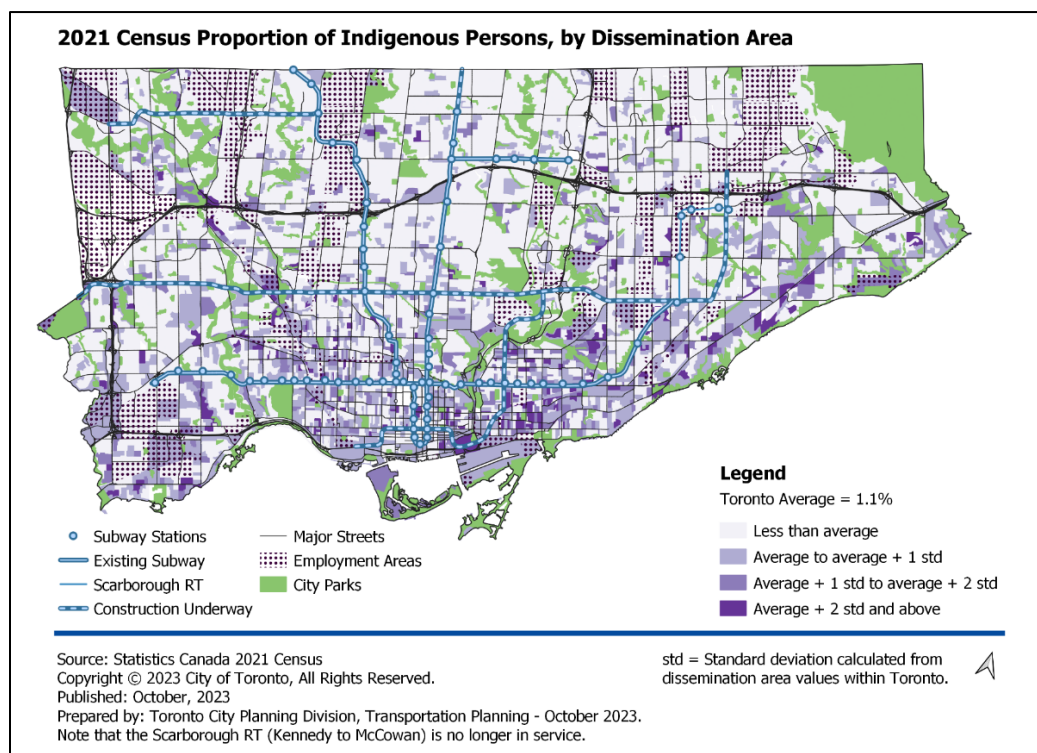 2021 Census Proportion of Indigenous Persons, by Dissemination Area
Subway Stations
Existing Subway
Scarborough RT
Construction Underway
Major Streets
Employment Areas
City Parks
Legend
Toronto Average = 1.1%
Less than average
Average to average + 1 std
Average + 1 std to average + 2 std
Average + 2 std and above
Source: Statistics Canada 2021 Census
Copyright © 2023 City of Toronto, All Rights Reserved.
Published: October, 2023
Prepared by: Toronto City Planning Division, Transportation Planning - October 2023.
Note that the Scarborough RT (Kennedy to McCowan) is no longer in service.
std = Standard deviation calculated from
dissemination area values within Toronto.